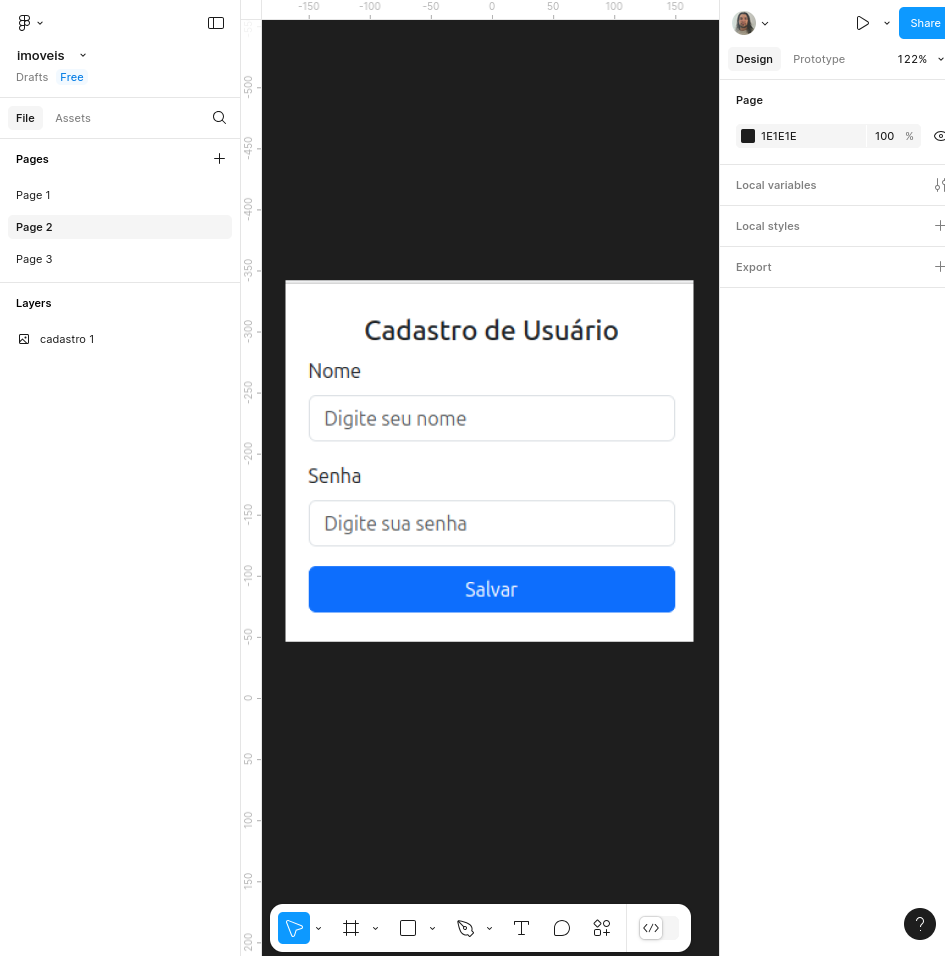 imoveis
Drafts Free
File Assets
Pages
Page 1
Page 2
Page 3
Layers
cadastro 1
-150 -100 -50 0 50 100 150
-500
-450
-400
-350
-300
-250
-200
-150
-100
-50
0
50
100
150
200
Cadastro de Usuário
Nome
Digite seu nome
Senha
Digite sua senha
Salvar
Share
Design Prototype 122%
Page
1E1E1E 100 %
Local variables
Local styles
Export
?